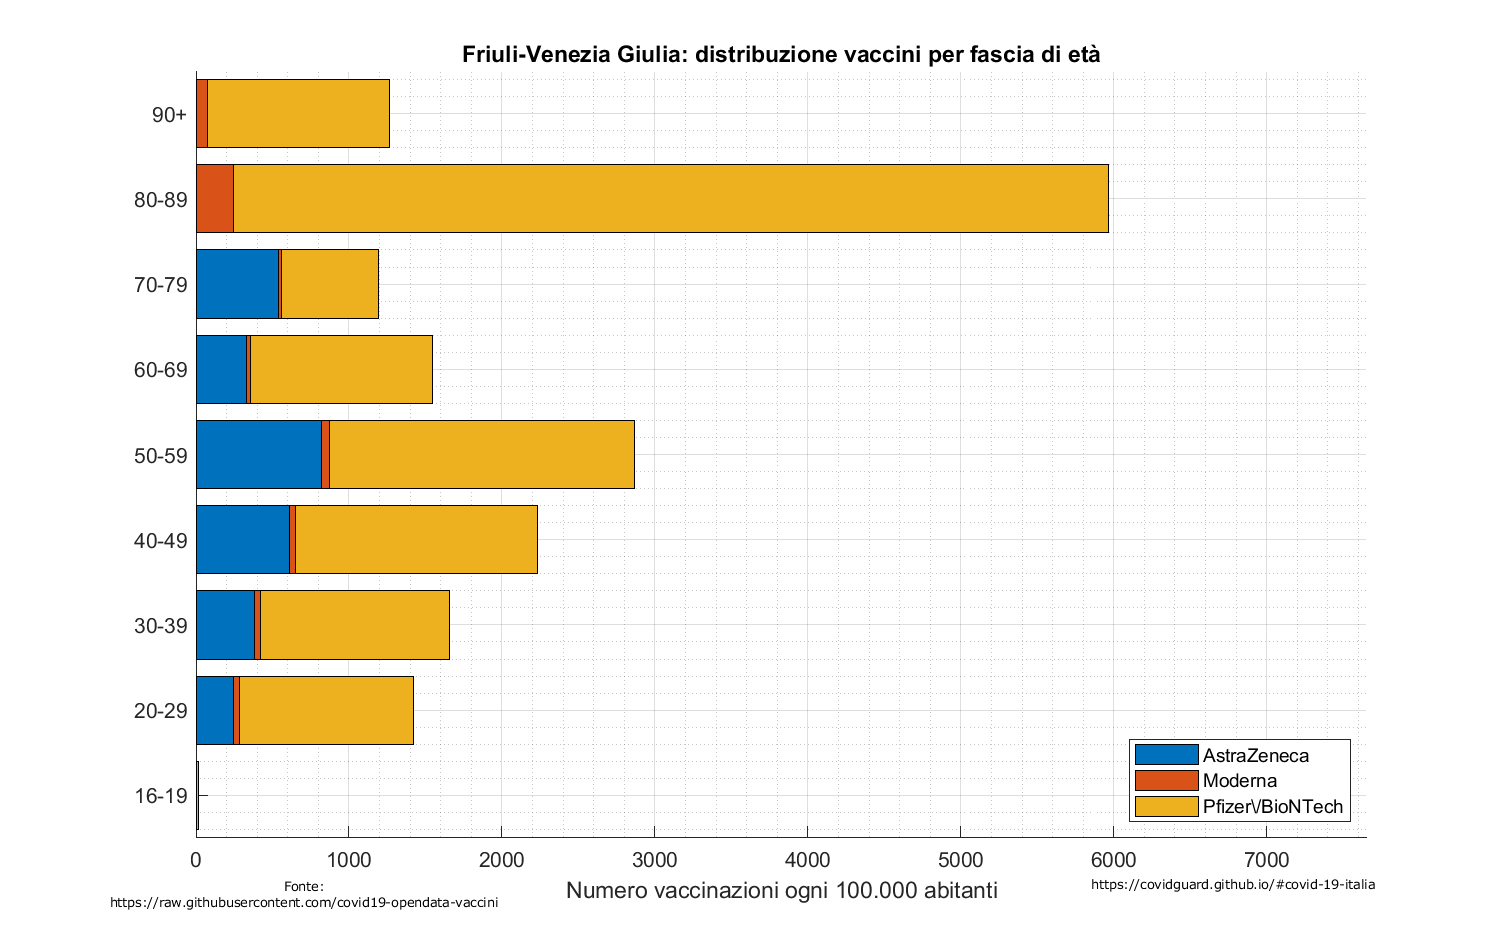 Friuli-Venezia Giulia: distribuzione vaccini per fascia di età
90+
80-89
70-79
60-69
50-59
40-49
30-39
20-29
16-19
AstraZeneca
Moderna
Pfizer\/BioNTech
0 1000 2000 3000 4000 5000 6000 7000
Numero vaccinazioni ogni 100.000 abitanti
Fonte:
https://raw.githubusercontent.com/covid19-opendata-vaccini
https://covidguard.github.io/#covid-19-italia